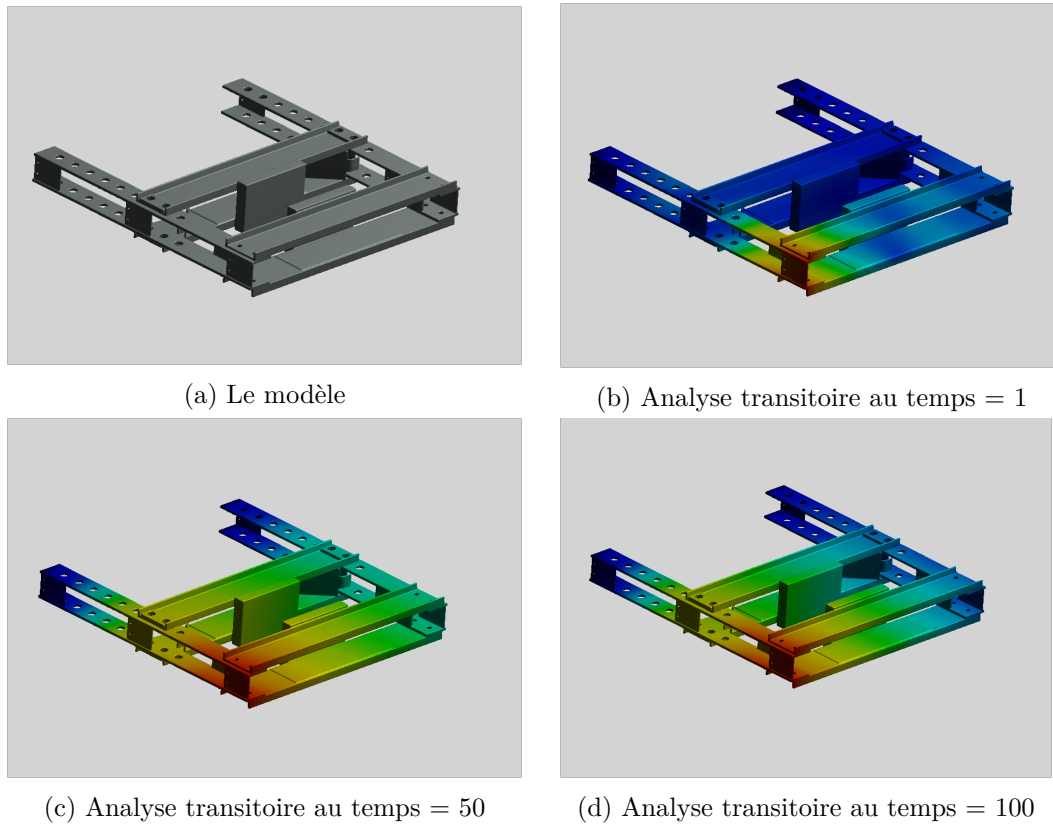 (a) Le modèle
(b) Analyse transitoire au temps = 1
(c) Analyse transitoire au temps = 50
(d) Analyse transitoire au temps = 100